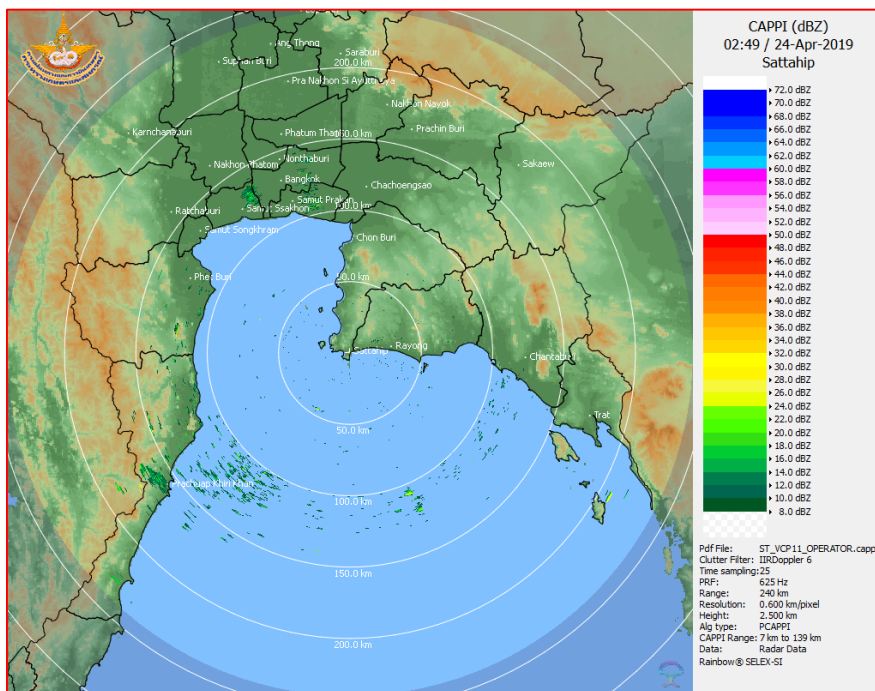 CAPPI (dBZ)
02:49 / 24-Apr-2019
Sattahip
72.0 dBZ
70.0 dBZ
68.0 dBZ
66.0 dBZ
64.0 dBZ
62.0 dBZ
60.0 dBZ
58.0 dBZ
56.0 dBZ
54.0 dBZ
52.0 dBZ
50.0 dBZ
48.0 dBZ
46.0 dBZ
44.0 dBZ
42.0 dBZ
40.0 dBZ
38.0 dBZ
36.0 dBZ
34.0 dBZ
32.0 dBZ
30.0 dBZ
28.0 dBZ
26.0 dBZ
24.0 dBZ
22.0 dBZ
20.0 dBZ
18.0 dBZ
16.0 dBZ
14.0 dBZ
12.0 dBZ
10.0 dBZ
8.0 dBZ
Pdf File: ST_VCP11_OPERATOR.capp
Clutter Filter: IIRDoppler 6
Time sampling: 25
PRF: 625 Hz
Range: 240 km
Resolution: 0.600 km/pixel
Height: 2.500 km
Alg type: PCAPPI
CAPPI Range: 7 km to 139 km
Data: Radar Data
Rainbow® SELEX-SI
Ang Thong
Saraburi
Suphan Buri
200.0 km
Pra Nakhon Si Ayuttaya
Nakhon Nayok
Karnchanaburi
Phatum Thani
Prachin Buri
Nonthaburi
Nakhon Phatom
Sakaew
Bangkok
Chachoengsao
Samut Prakan
Ratchaburi
Samut Ssakhon
Samut Songkhram
Chon Buri
Phet Buri
50.0 km
Sattahip
Rayong
Chantaburi
50.0 km
Trat
Prachuap Khiri Khan
100.0 km
150.0 km
200.0 km